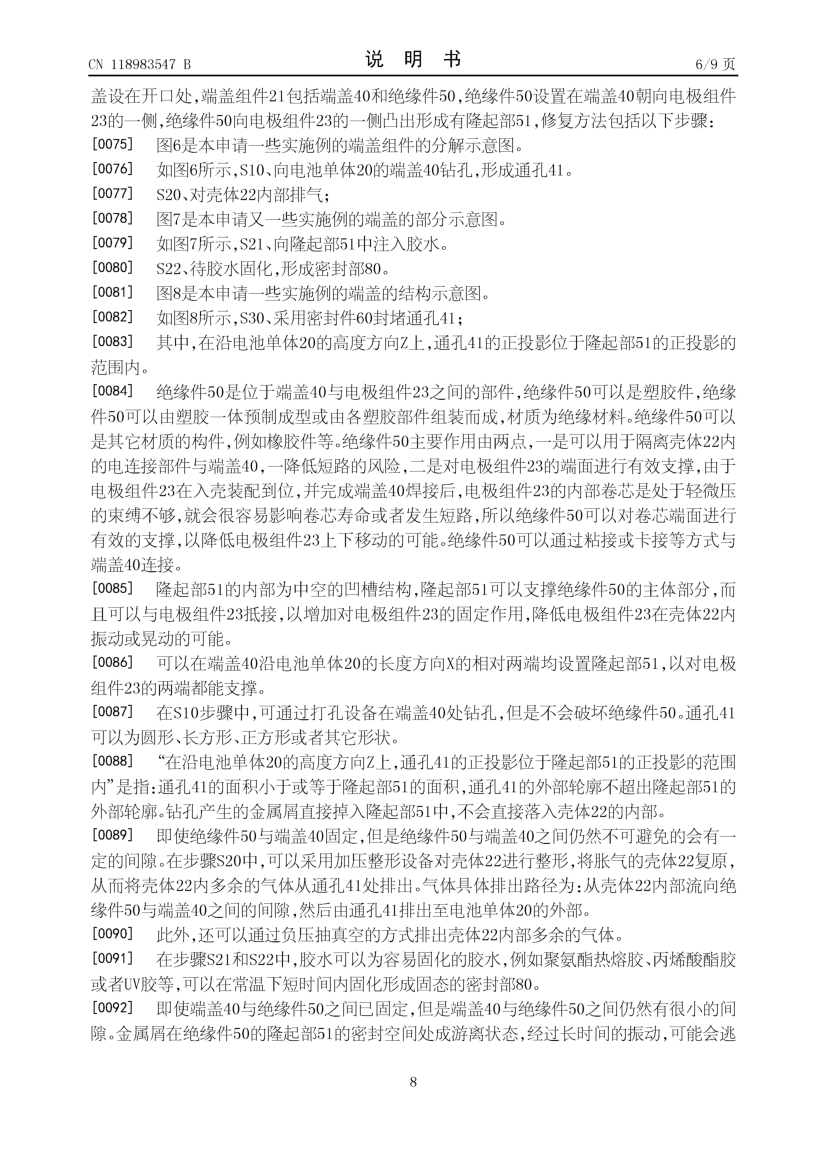 CN 118983547 B
说 明 书
6/9 页
盖设在开口处,端盖组件21包括端盖40和绝缘件50,绝缘件50设置在端盖40朝向电极组件
23的一侧,绝缘件50向电极组件23的一侧凸出形成有隆起部51,修复方法包括以下步骤:
[0075] 图6是本申请一些实施例的端盖组件的分解示意图。
[0076] 如图6所示,S10、向电池单体20的端盖40钻孔,形成通孔41。
[0077] S20、对壳体22内部排气;
[0078] 图7是本申请又一些实施例的端盖的部分示意图。
[0079] 如图7所示,S21、向隆起部51中注入胶水。
[0080] S22、待胶水固化,形成密封部80。
[0081] 图8是本申请一些实施例的端盖的结构示意图。
[0082] 如图8所示,S30、采用密封件60封堵通孔41;
[0083] 其中,在沿电池单体20的高度方向Z上,通孔41的正投影位于隆起部51的正投影的
范围内。
[0084] 绝缘件50是位于端盖40与电极组件23之间的部件,绝缘件50可以是塑胶件,绝缘
件50可以由塑胶一体预制成型或由各塑胶部件组装而成,材质为绝缘材料。绝缘件50可以
是其它材质的构件,例如橡胶件等。绝缘件50主要作用由两点,一是可以用于隔离壳体22内
的电连接部件与端盖40,一降低短路的风险,二是对电极组件23的端面进行有效支撑,由于
电极组件23在入壳装配到位,并完成端盖40焊接后,电极组件23的内部卷芯是处于轻微压
的束缚不够,就会很容易影响卷芯寿命或者发生短路,所以绝缘件50可以对卷芯端面进行
有效的支撑,以降低电极组件23上下移动的可能。绝缘件50可以通过粘接或卡接等方式与
端盖40连接。
[0085] 隆起部51的内部为中空的凹槽结构,隆起部51可以支撑绝缘件50的主体部分,而
且可以与电极组件23抵接,以增加对电极组件23的固定作用,降低电极组件23在壳体22内
振动或晃动的可能。
[0086] 可以在端盖40沿电池单体20的长度方向X的相对两端均设置隆起部51,以对电极
组件23的两端都能支撑。
[0087] 在S10步骤中,可通过打孔设备在端盖40处钻孔,但是不会破坏绝缘件50。通孔41
可以为圆形、长方形、正方形或者其它形状。
[0088] “在沿电池单体20的高度方向Z上,通孔41的正投影位于隆起部51的正投影的范围
内”是指:通孔41的面积小于或等于隆起部51的面积,通孔41的外部轮廓不超出隆起部51的
外部轮廓。钻孔产生的金属屑直接掉入隆起部51中,不会直接落入壳体22的内部。
[0089] 即使绝缘件50与端盖40固定,但是绝缘件50与端盖40之间仍然不可避免的会有一
定的间隙。在步骤S20中,可以采用加压整形设备对壳体22进行整形,将胀气的壳体22复原,
从而将壳体22内多余的气体从通孔41处排出。气体具体排出路径为:从壳体22内部流向绝
缘件50与端盖40之间的间隙,然后由通孔41排出至电池单体20的外部。
[0090] 此外,还可以通过负压抽真空的方式排出壳体22内部多余的气体。
[0091] 在步骤S21和S22中,胶水可以为容易固化的胶水,例如聚氨酯热熔胶、丙烯酸酯胶
或者UV胶等,可以在常温下短时间内固化形成固态的密封部80。
[0092] 即使端盖40与绝缘件50之间已固定,但是端盖40与绝缘件50之间仍然有很小的间
隙。金属屑在绝缘件50的隆起部51的密封空间处成游离状态,经过长时间的振动,可能会逃
8